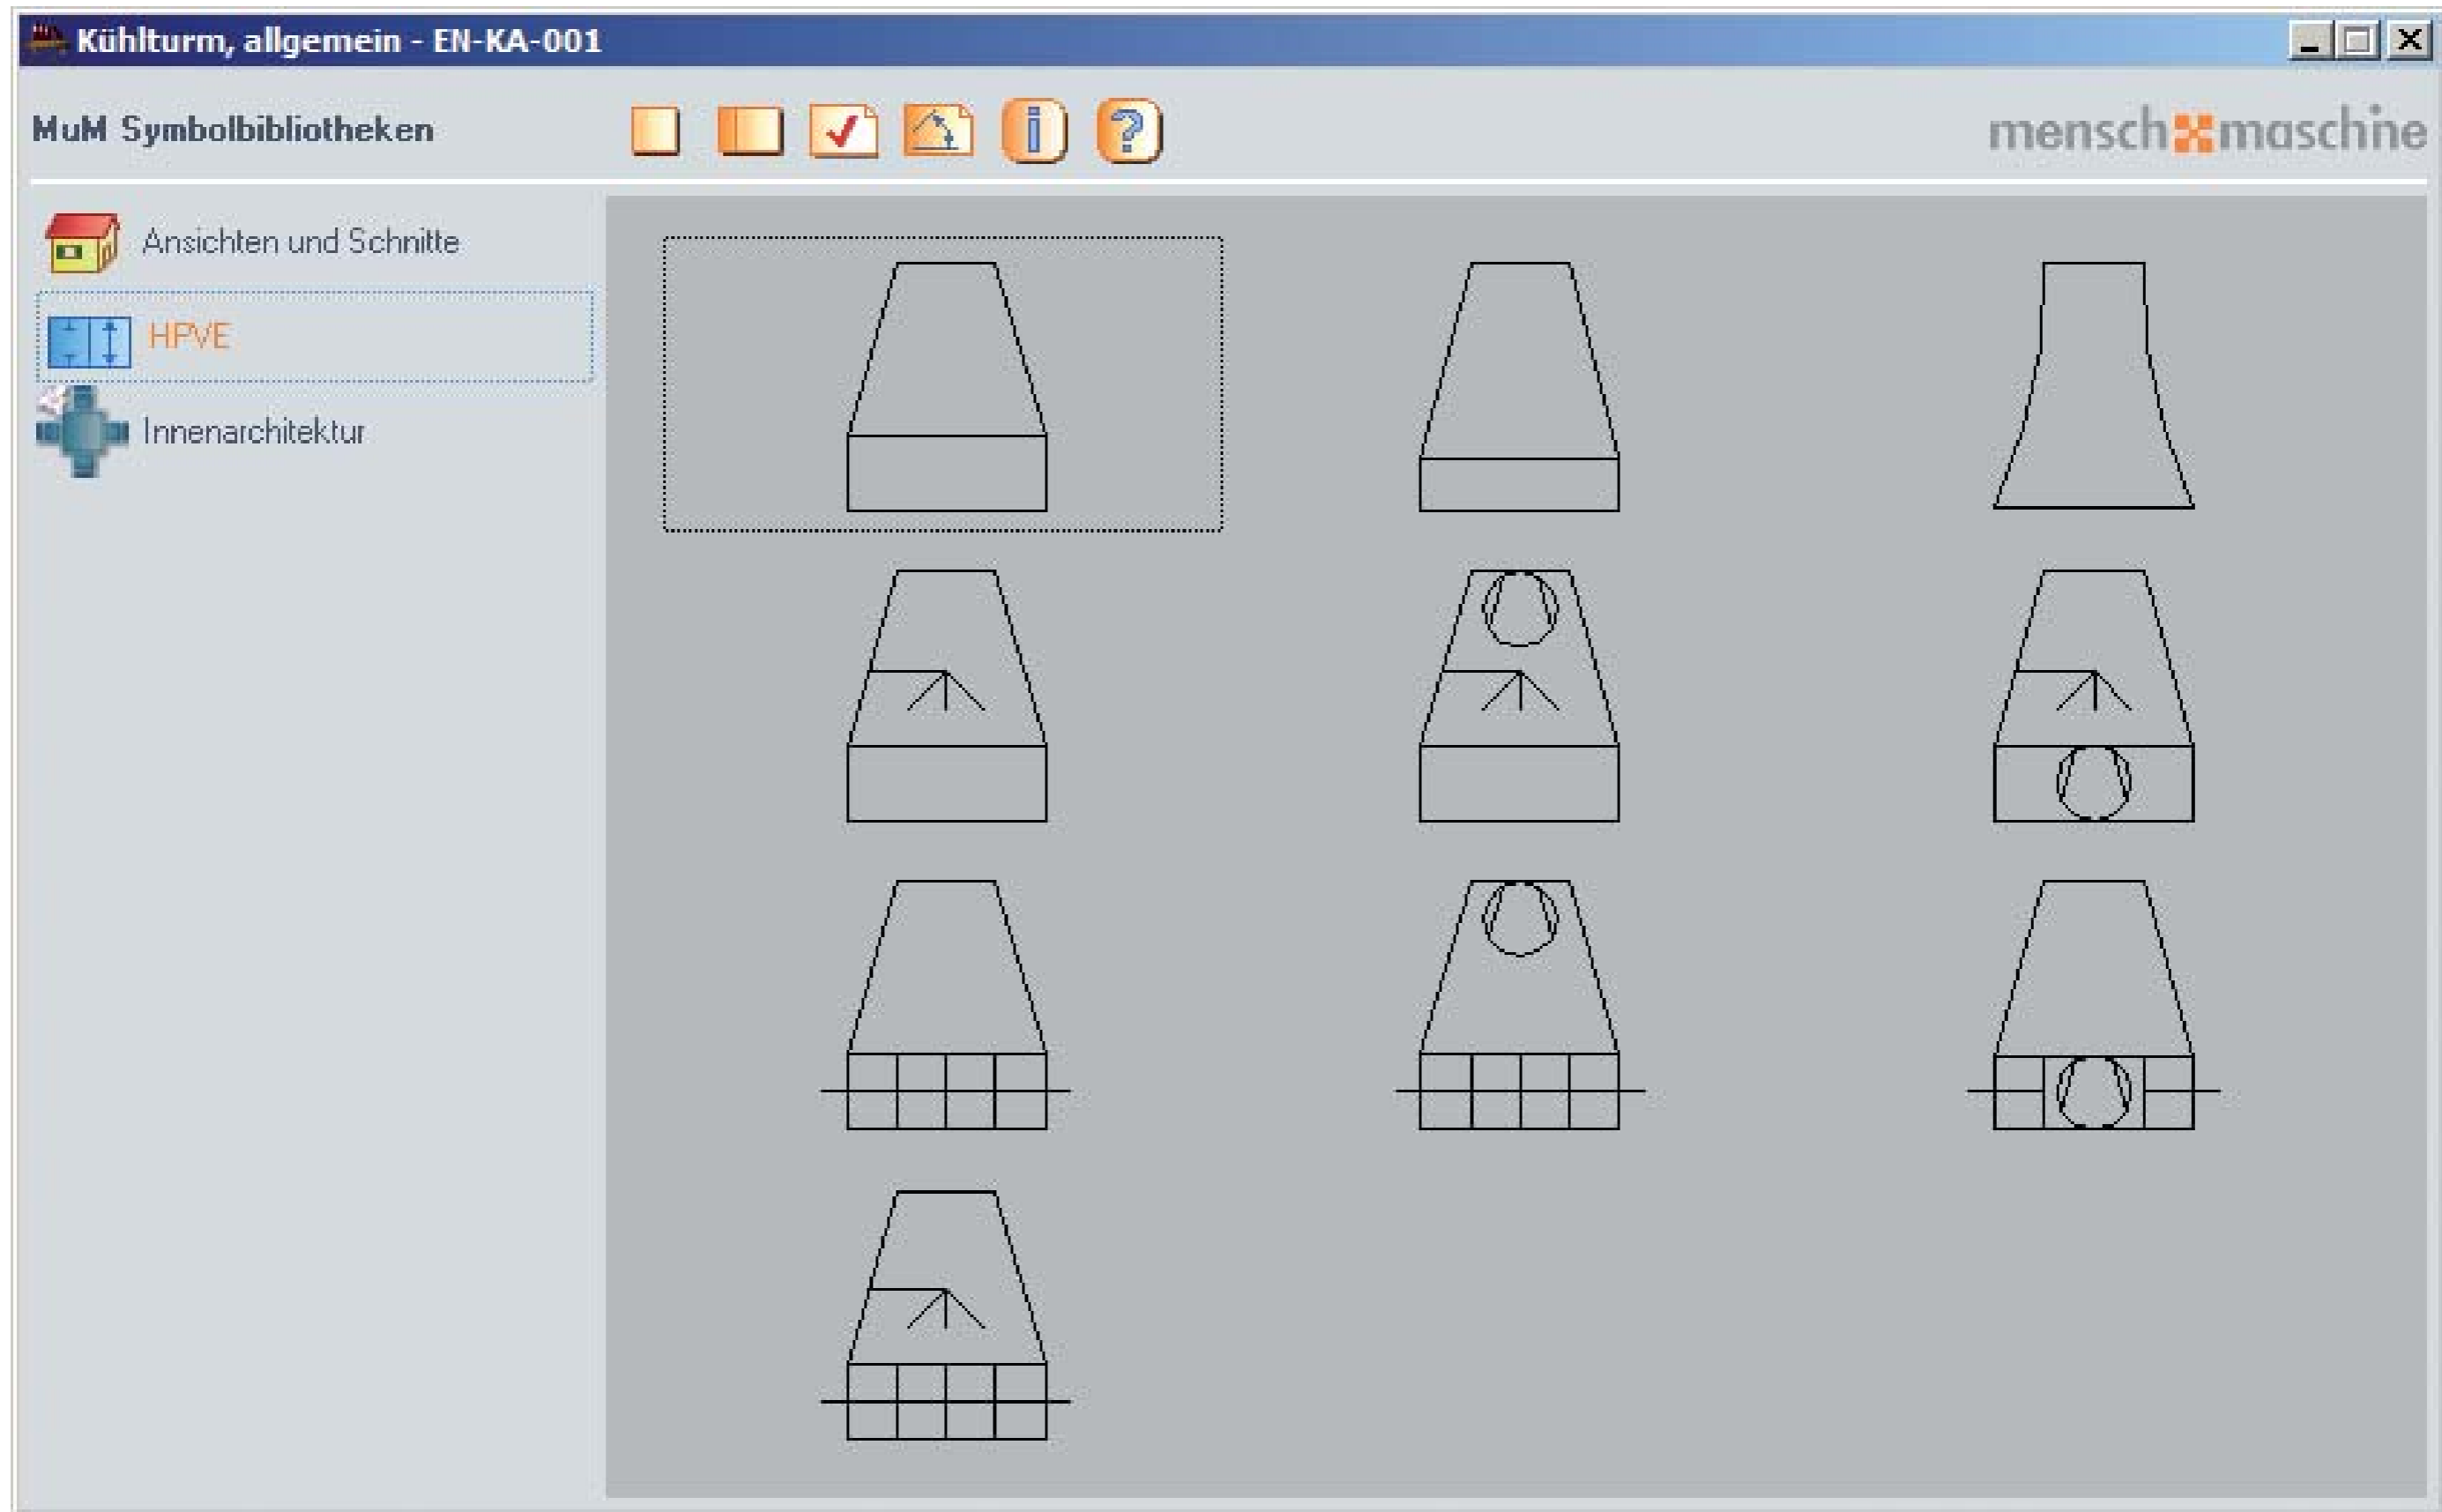 Kühlturm, allgemein - EN-KA-001
MuM Symbolbibliotheken
mensch maschine
Ansichten und Schnitte
HPVE
Innenarchitektur